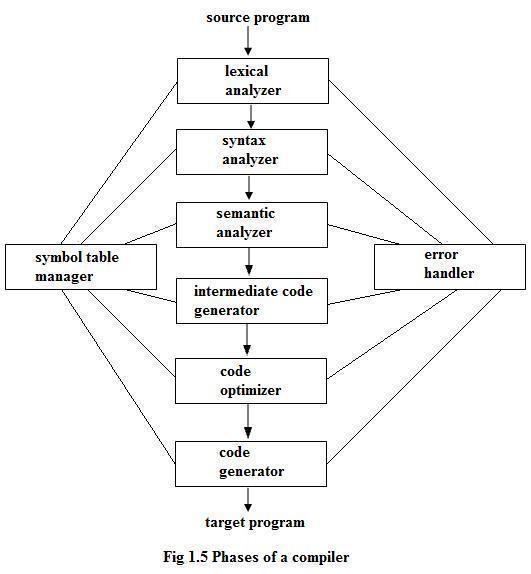 source program
lexical
analyzer
syntax
analyzer
semantic
analyzer
symbol table
manager
error
handler
intermediate code
generator
code
optimizer
code
generator
target program
Fig 1.5 Phases of a compiler